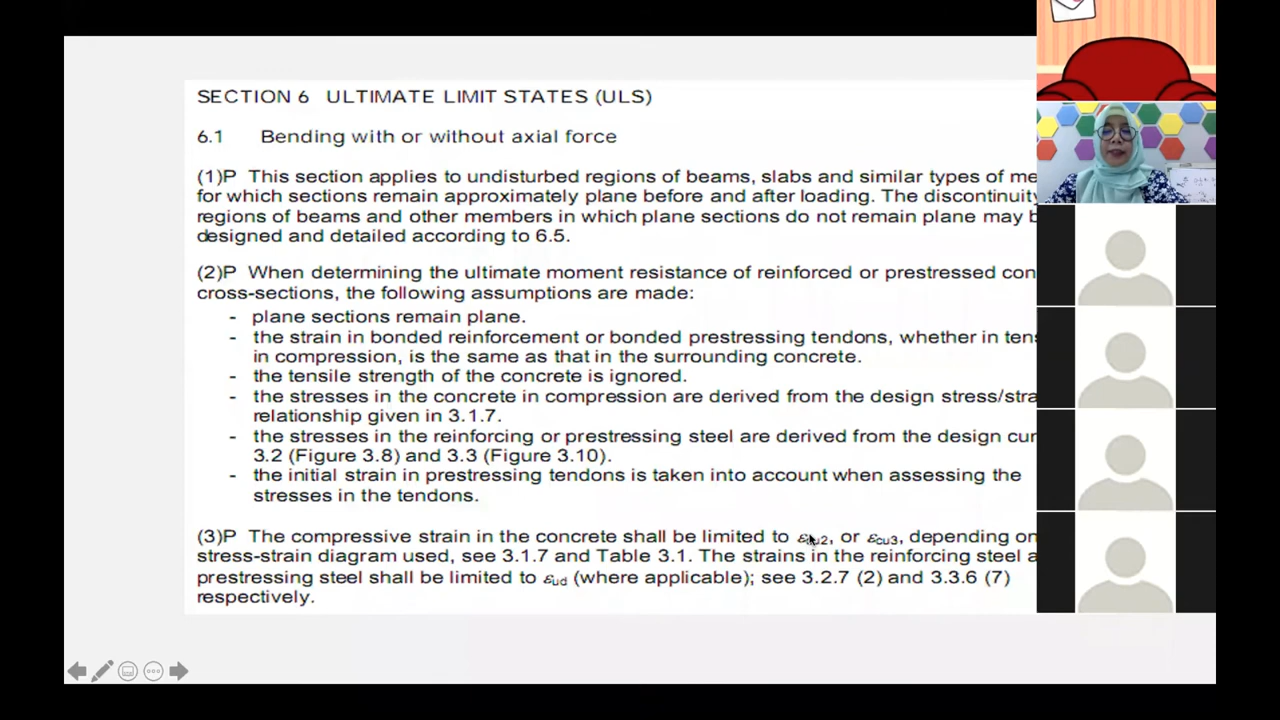 SECTION 6 ULTIMATE LIMIT STATES (ULS)
6.1 Bending with or without axial force
(1)P This section applies to undisturbed regions of beams, slabs and similar types of me
for which sections remain approximately plane before and after loading. The discontinuity
regions of beams and other members in which plane sections do not remain plane may b
designed and detailed according to 6.5.
(2)P When determining the ultimate moment resistance of reinforced or prestressed con
cross-sections, the following assumptions are made:
- plane sections remain plane.
- the strain in bonded reinforcement or bonded prestressing tendons, whether in tens
in compression, is the same as that in the surrounding concrete.
- the tensile strength of the concrete is ignored.
- the stresses in the concrete in compression are derived from the design stress/stra
relationship given in 3.1.7.
- the stresses in the reinforcing or prestressing steel are derived from the design cur
3.2 (Figure 3.8) and 3.3 (Figure 3.10).
- the initial strain in prestressing tendons is taken into account when assessing the
stresses in the tendons.
(3)P The compressive strain in the concrete shall be limited to εcu2, or εcu3, depending on
stress-strain diagram used, see 3.1.7 and Table 3.1. The strains in the reinforcing steel a
prestressing steel shall be limited to εud (where applicable); see 3.2.7 (2) and 3.3.6 (7)
respectively.